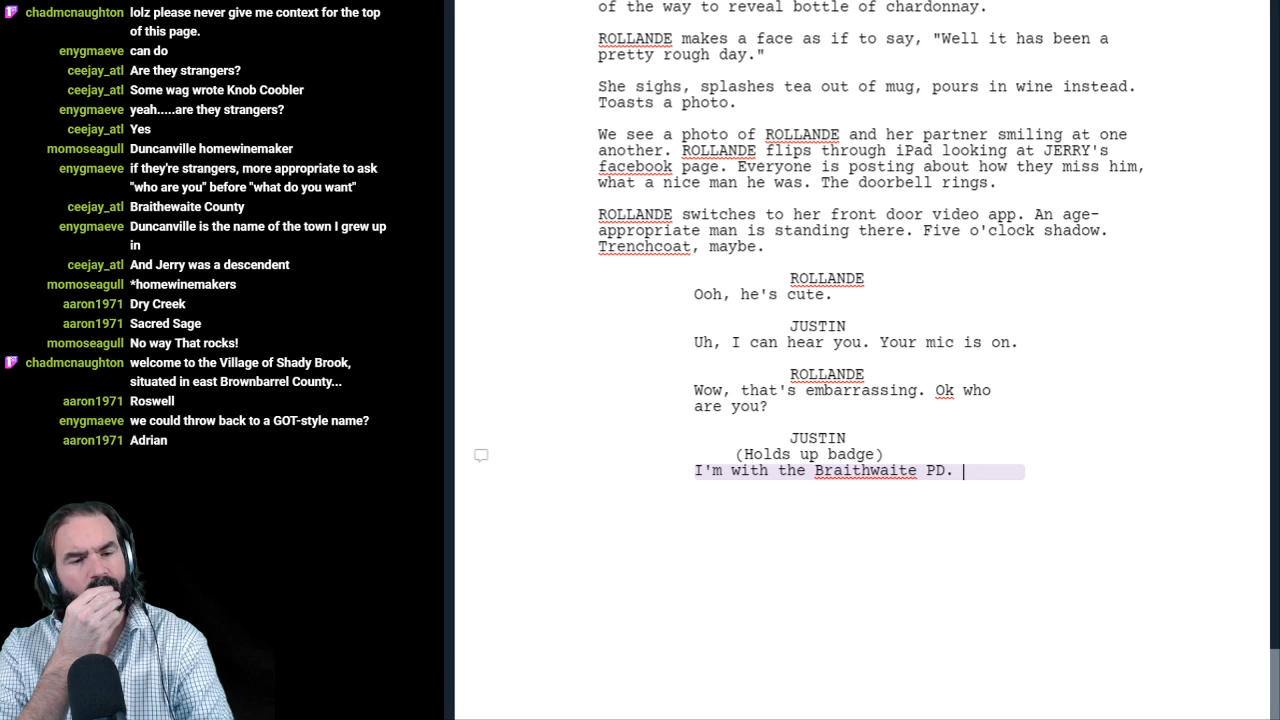 chadmcnaughton lolz please never give me context for the top
of this page.
enygmaeve can do
ceejay_atl Are they strangers?
ceejay_atl Some wag wrote Knob Coobler
enygmaeve yeah.....are they strangers?
ceejay_atl Yes
momoseagull Duncanville homewinemaker
enygmaeve if they're strangers, more appropriate to ask
"who are you" before "what do you want"
ceejay_atl Braithewaite County
enygmaeve Duncanville is the name of the town I grew up
in
ceejay_atl And Jerry was a descendent
momoseagull *homewinemakers
aaron1971 Dry Creek
aaron1971 Sacred Sage
momoseagull No way That rocks!
chadmcnaughton welcome to the Village of Shady Brook,
situated in east Brownbarrel County...
aaron1971 Roswell
enygmaeve we could throw back to a GOT-style name?
aaron1971 Adrian
of the way to reveal bottle of chardonnay.
ROLLANDE makes a face as if to say, "Well it has been a
pretty rough day."
She sighs, splashes tea out of mug, pours in wine instead.
Toasts a photo.
We see a photo of ROLLANDE and her partner smiling at one
another. ROLLANDE flips through iPad looking at JERRY's
facebook page. Everyone is posting about how they miss him,
what a nice man he was. The doorbell rings.
ROLLANDE switches to her front door video app. An age-
appropriate man is standing there. Five o'clock shadow.
Trenchcoat, maybe.
ROLLANDE
Ooh, he's cute.
JUSTIN
Uh, I can hear you. Your mic is on.
ROLLANDE
Wow, that's embarrassing. Ok who
are you?
JUSTIN
(Holds up badge)
I'm with the Braithwaite PD.